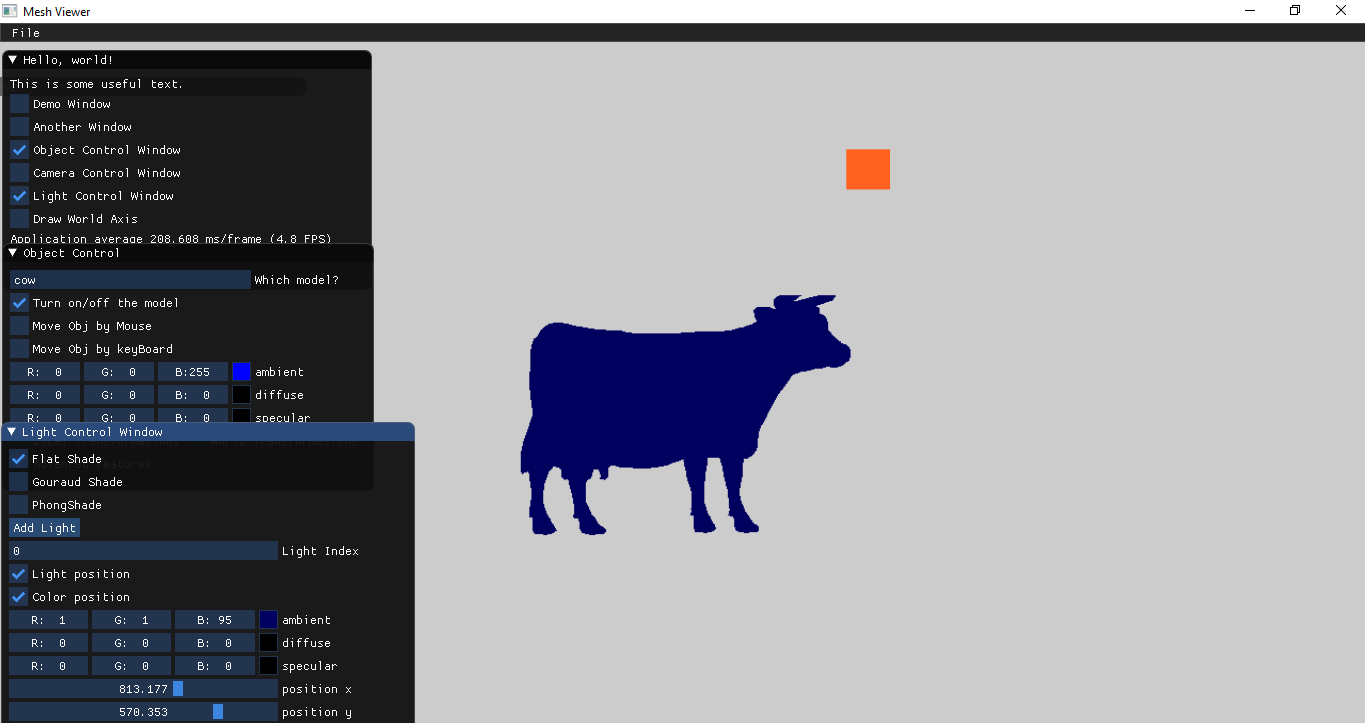 Mesh Viewer
File
Hello, world!
This is some useful text.
Demo Window
Another Window
Object Control Window
Camera Control Window
Light Control Window
Draw World Axis
Application average 208.608 ms/frame (4.8 FPS)
Object Control
cow Which model?
Turn on/off the model
Move Obj by Mouse
Move Obj by keyBoard
R: 0 G: 0 B:255 ambient
R: 0 G: 0 B: 0 diffuse
R: 0 G: 0 B: 0 specular
Light Control Window
Flat Shade
Gouraud Shade
PhongShade
Add Light
0 Light Index
Light position
Color position
R: 1 G: 1 B: 95 ambient
R: 0 G: 0 B: 0 diffuse
R: 0 G: 0 B: 0 specular
813.177 position x
570.353 position y